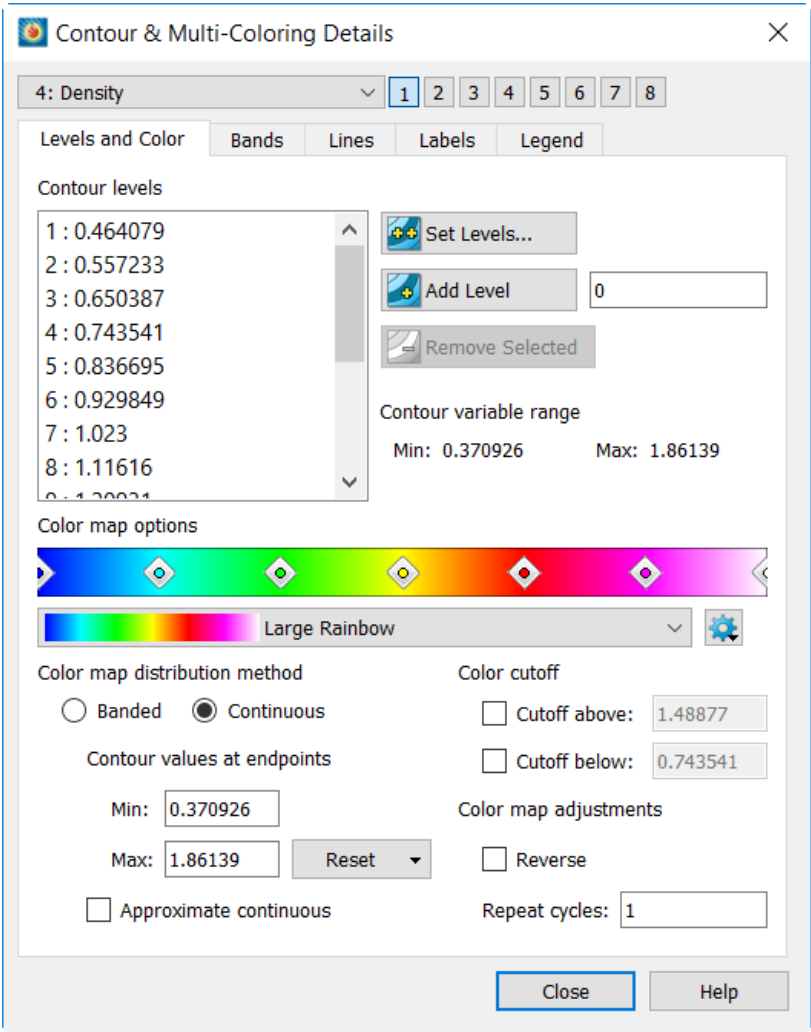 Contour & Multi-Coloring Details
4: Density 1 2 3 4 5 6 7 8
Levels and Color Bands Lines Labels Legend
Contour levels
1 : 0.464079
2 : 0.557233
3 : 0.650387
4 : 0.743541
5 : 0.836695
6 : 0.929849
7 : 1.023
8 : 1.11616
Set Levels...
Add Level 0
Remove Selected
Contour variable range
Min: 0.370926 Max: 1.86139
Color map options
Large Rainbow
Color map distribution method
Banded Continuous
Contour values at endpoints
Min: 0.370926
Max: 1.86139 Reset
Approximate continuous
Color cutoff
Cutoff above: 1.48877
Cutoff below: 0.743541
Color map adjustments
Reverse
Repeat cycles: 1
Close Help